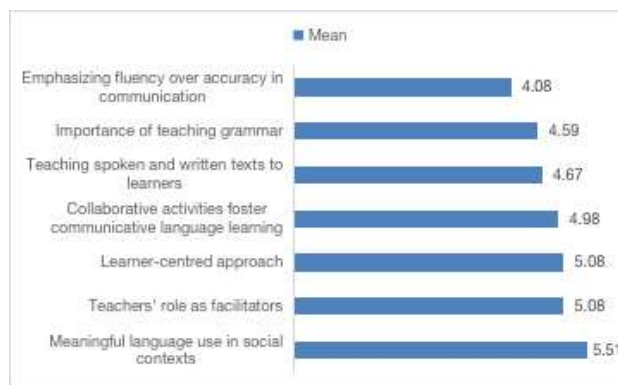 Mean
Emphasizing fluency over accuracy in
communication
4.08
Importance of teaching grammar
4.59
Teaching spoken and written texts to
learners
4.67
Collaborative activities foster
communicative language learning
4.98
Learner-centred approach
5.08
Teachers' role as facilitators
5.08
Meaningful language use in social
contexts
5.51